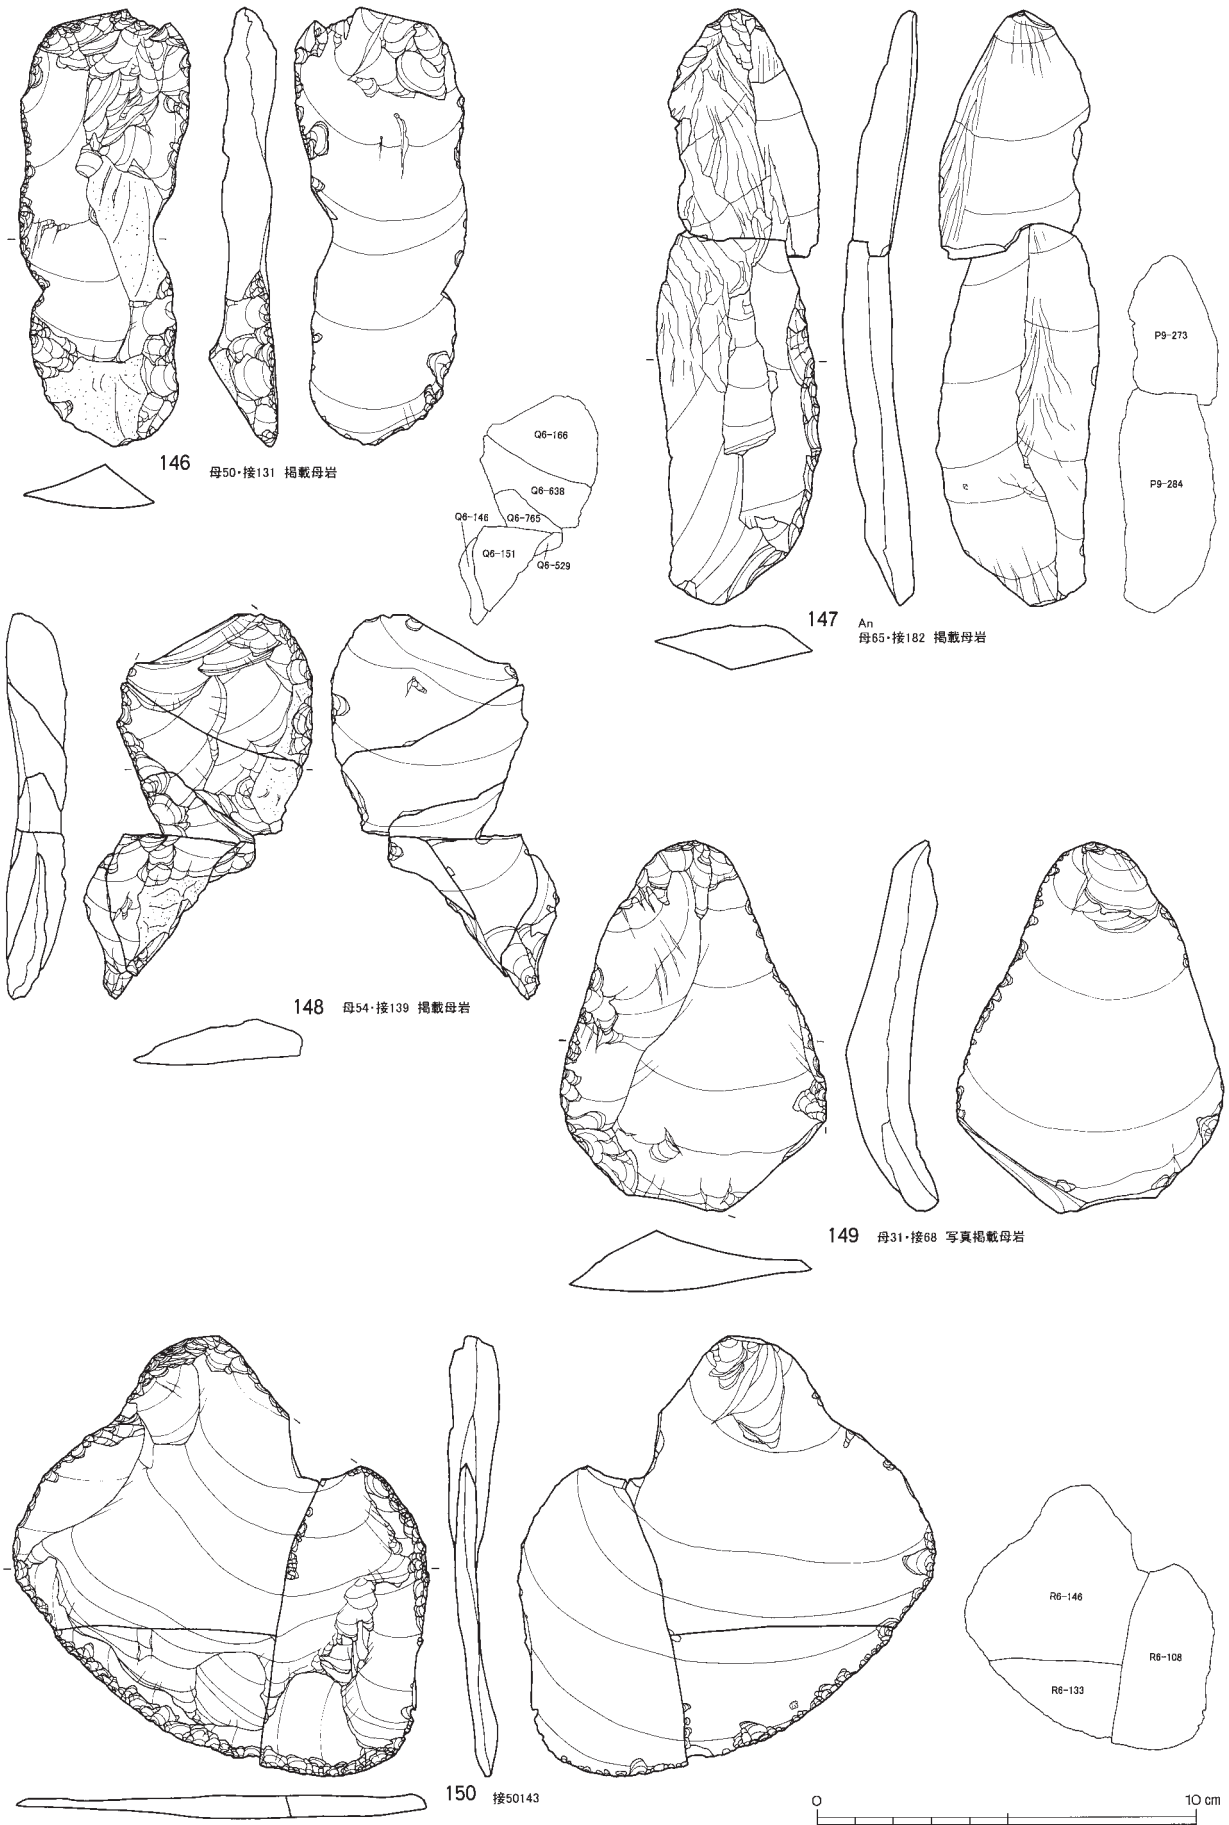 146 母50・接131 掲載母岩
Q6-166
Q6-638
Q6-146
Q6-765
Q6-151
Q6-529
P9-273
P9-284
147 An
母65・接182 掲載母岩
148 母54・接139 掲載母岩
149 母31・接68 写真掲載母岩
R6-146
R6-108
R6-133
150 接50143
0 10 cm